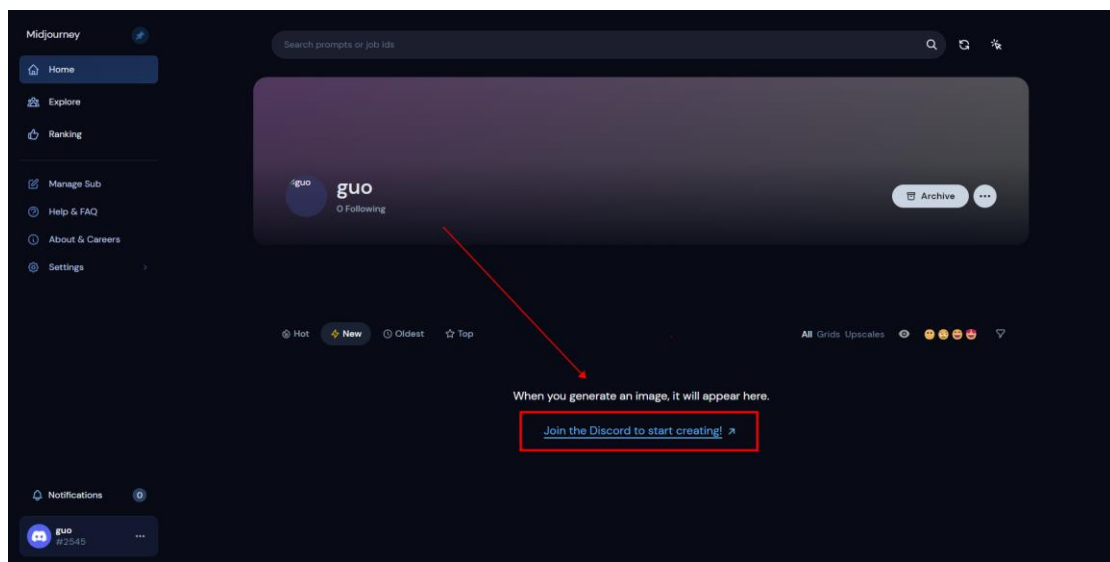 Midjourney
Search prompts or job ids
Home
Explore
Ranking
Manage Sub
Help & FAQ
About & Careers
Settings
guo
guo
0 Following
Archive
Hot New Oldest Top
All Grids Upscales
When you generate an image, it will appear here.
Join the Discord to start creating!
Notifications 0
guo
#2545